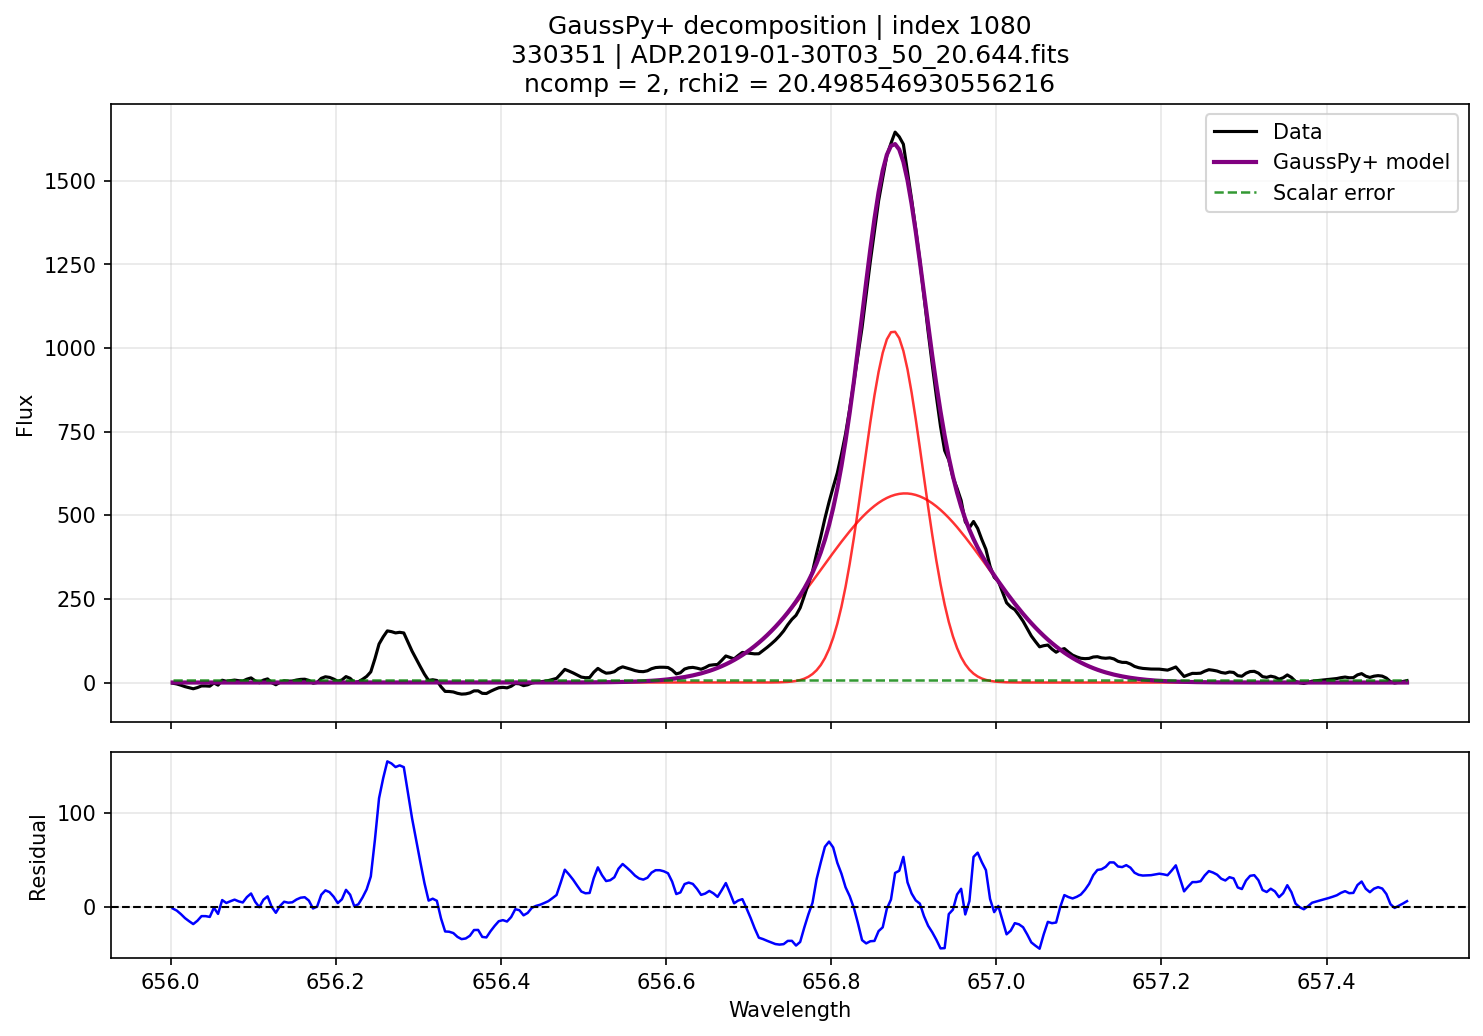 GaussPy+ decomposition | index 1080
330351 | ADP.2019-01-30T03_50_20.644.fits
ncomp = 2, rchi2 = 20.498546930556216
Data
GaussPy+ model
Scalar error
1500
1250
1000
750
500
250
0
Flux
100
0
Residual
656.0
656.2
656.4
656.6
656.8
657.0
657.2
657.4
Wavelength